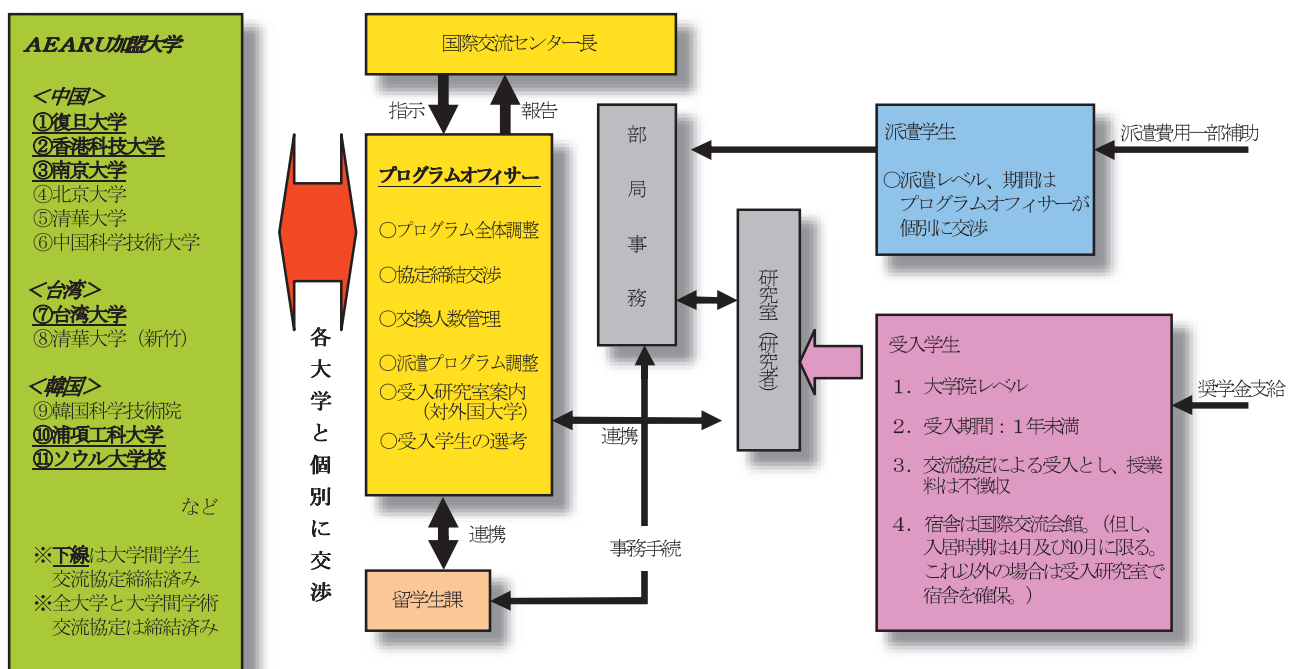 AEARU加盟大学
＜中国＞
①復旦大学
②香港科技大学
③南京大学
④北京大学
⑤清華大学
⑥中国科学技術大学
＜台湾＞
⑦台湾大学
⑧清華大学（新竹）
＜韓国＞
⑨韓国科学技術院
⑩浦項工科大学
⑪ソウル大学校
など
※下線は大学間学生
交流協定締結済み
※全大学と大学間学術
交流協定は締結済み
各大学と個別に交渉
国際交流センター長
指示
報告
プログラムオフィサー
○プログラム全体調整
○協定締結交渉
○交換人数管理
○派遣プログラム調整
○受入研究室案内
（対外国大学）
○受入学生の選考
連携
留学生課
部局事務
連携
事務手続
研究室（研究者）
派遣学生
○派遣レベル、期間は
プログラムオフィサーが
個別に交渉
派遣費用一部補助
受入学生
1．大学院レベル
2．受入期間：1年未満
3．交流協定による受入とし、授業
料は不徴収
4．宿舎は国際交流会館。（但し、
入居時期は4月及び10月に限る。
これ以外の場合は受入研究室で
宿舎を確保。）
奨学金支給